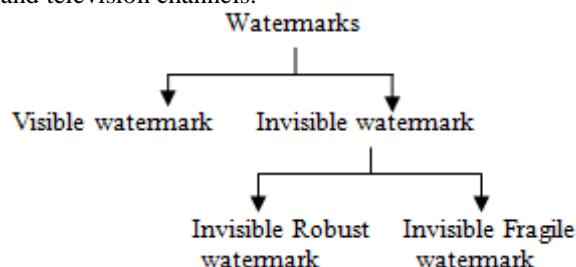 and television channels.
Watermarks
Visible watermark Invisible watermark
Invisible Robust Invisible Fragile
watermark watermark